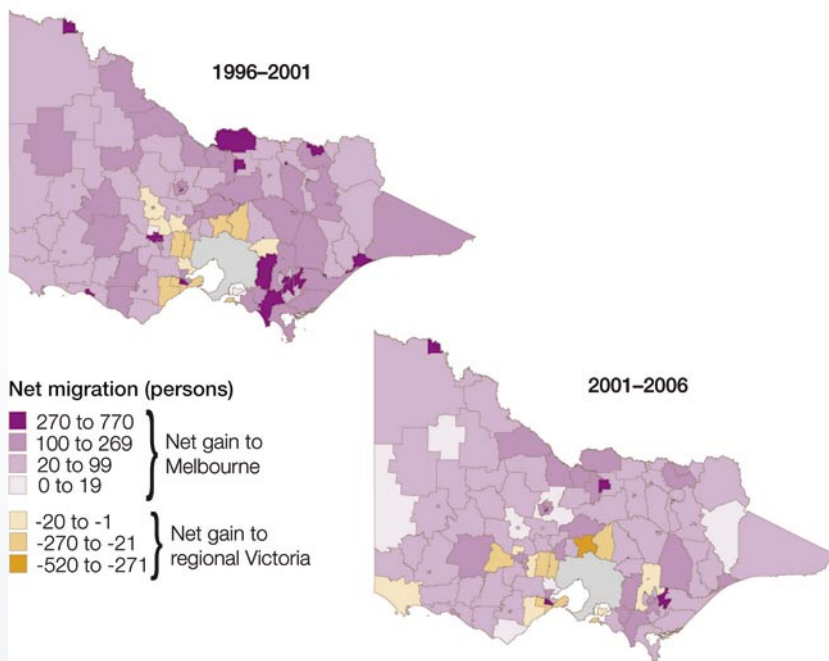 1996–2001
2001–2006
Net migration (persons)
270 to 770
100 to 269
20 to 99
0 to 19
Net gain to
Melbourne
-20 to -1
-270 to -21
-520 to -271
Net gain to
regional Victoria